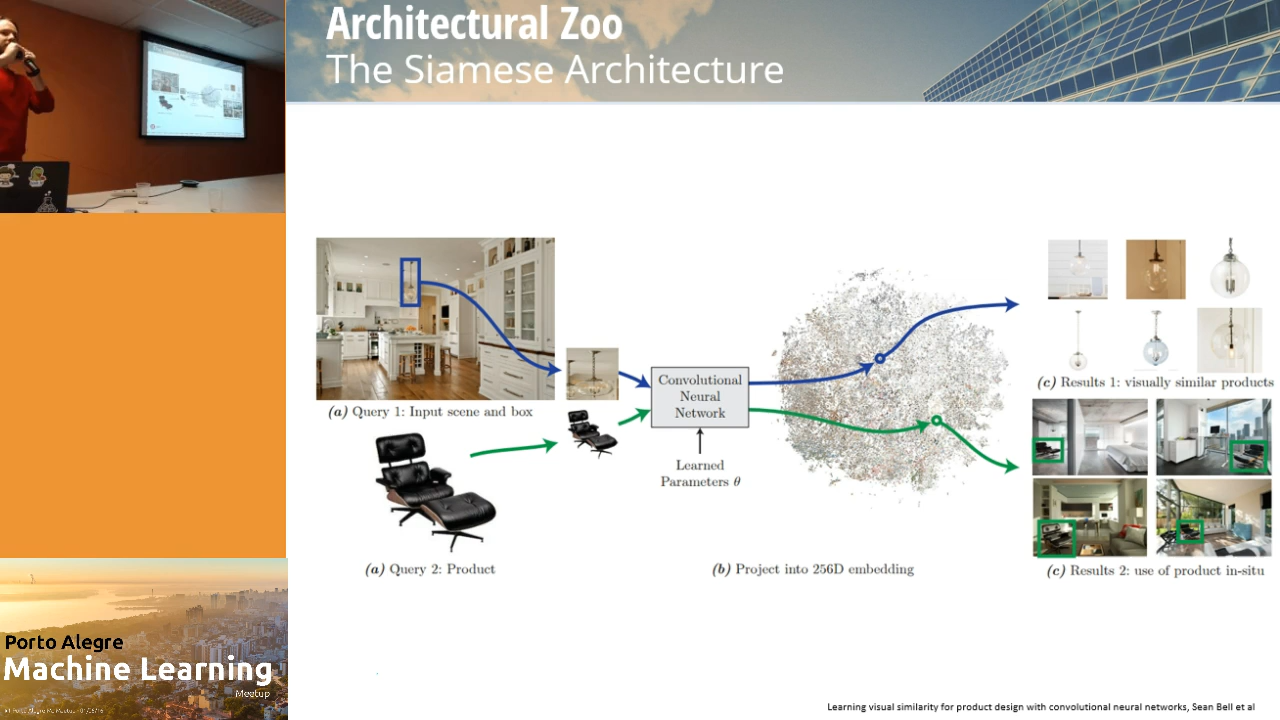 Architectural Zoo
The Siamese Architecture
(a) Query 1: Input scene and box
Convolutional
Neural
Network
Learned
Parameters θ
(a) Query 2: Product
(b) Project into 256D embedding
(c) Results 1: visually similar products
(c) Results 2: use of product in-situ
Porto Alegre
Machine Learning
Meetup
Learning visual similarity for product design with convolutional neural networks, Sean Bell et al